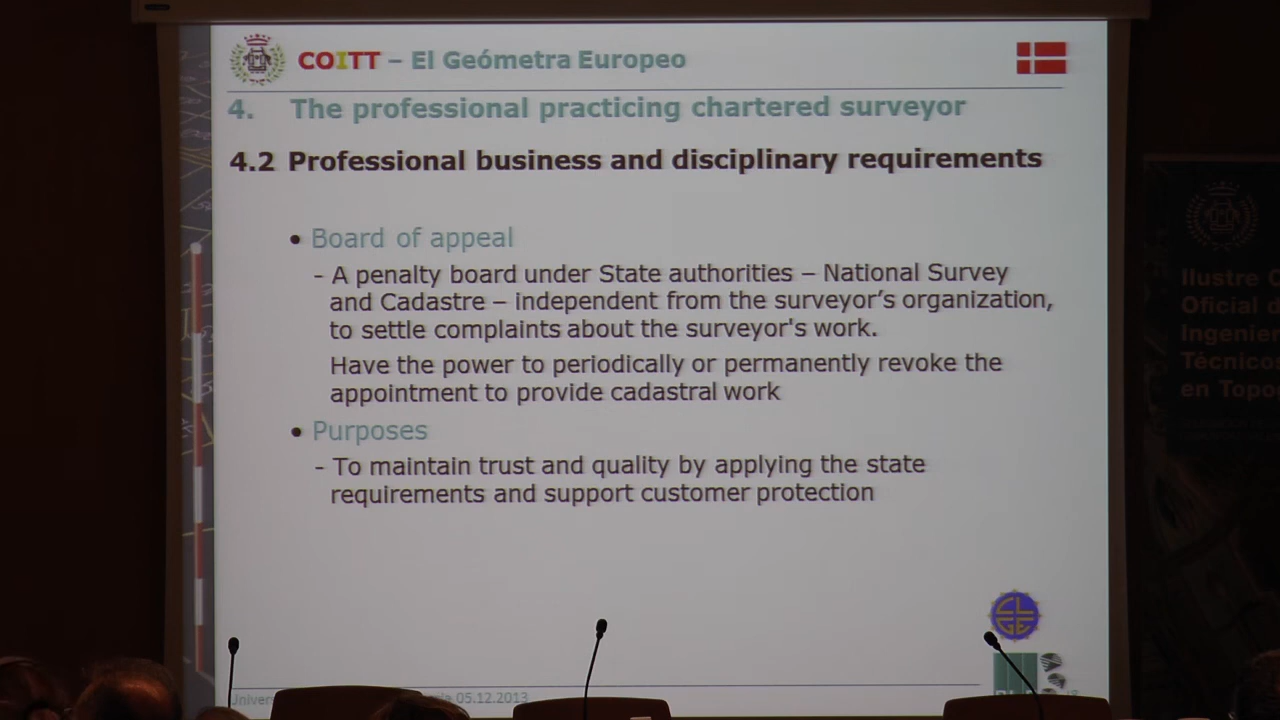 COITT – El Geómetra Europeo
4. The professional practicing chartered surveyor
4.2 Professional business and disciplinary requirements
• Board of appeal
- A penalty board under State authorities – National Survey
and Cadastre – independent from the surveyor’s organization,
to settle complaints about the surveyor's work.
Have the power to periodically or permanently revoke the
appointment to provide cadastral work
• Purposes
- To maintain trust and quality by applying the state
requirements and support customer protection
CL
GE
05.12.2013
Ilustre
Oficial
Técnico
en